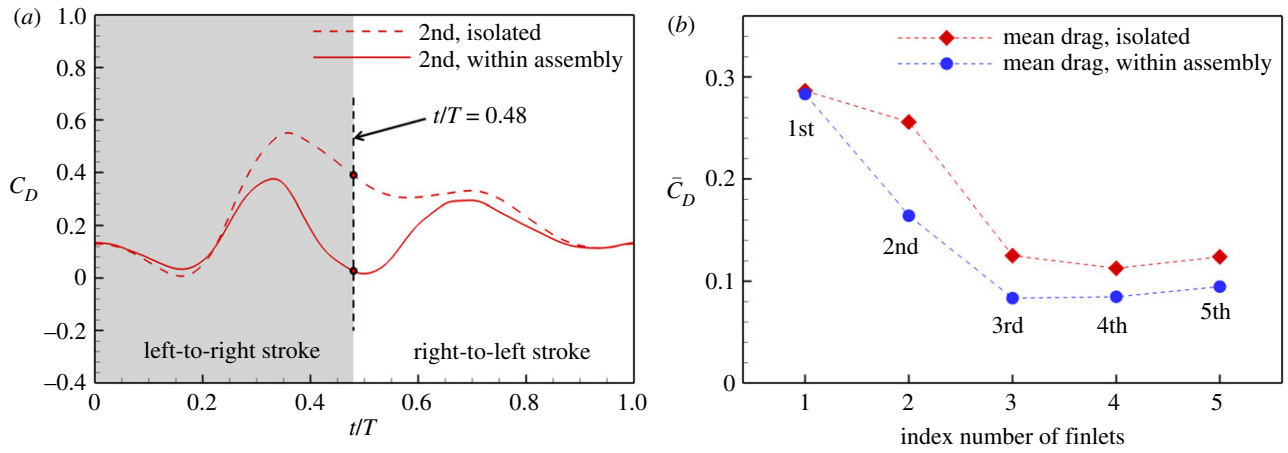 (a)
1.0
0.8
0.6
0.4
0.2
0
–0.2
–0.4
C_D
2nd, isolated
2nd, within assembly
t/T = 0.48
left-to-right stroke
right-to-left stroke
0
0.2
0.4
0.6
0.8
1.0
t/T
(b)
mean drag, isolated
mean drag, within assembly
0.3
0.2
0.1
0
C̄_D
1st
2nd
3rd
4th
5th
1
2
3
4
5
index number of finlets